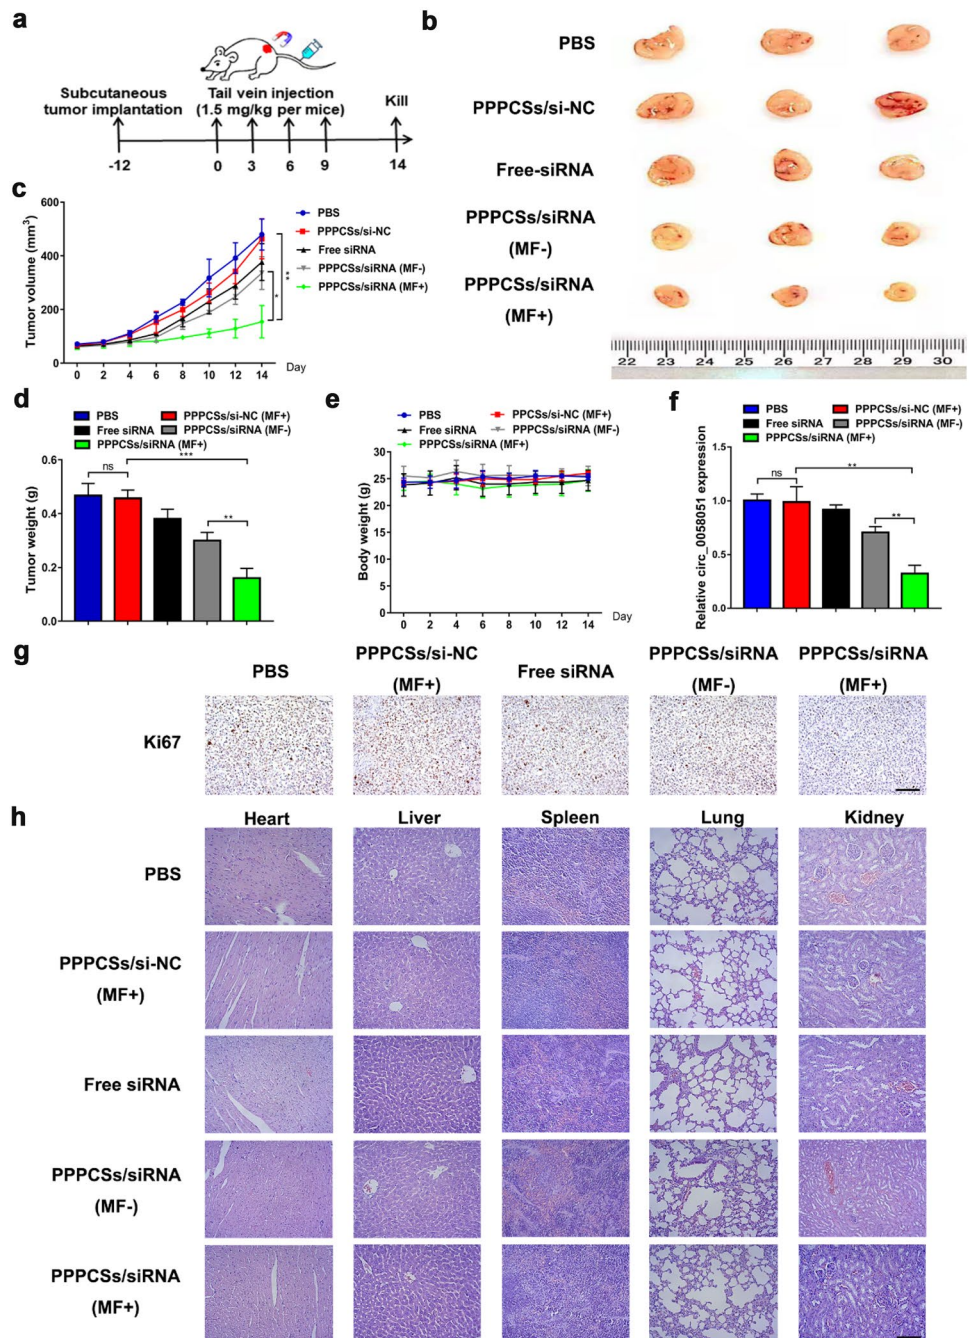 a
Subcutaneous
tumor implantation
Tail vein injection
(1.5 mg/kg per mice)
Kill
-12
0
3
6
9
14
b
PBS
PPPCSs/si-NC
Free-siRNA
PPPCSs/siRNA
(MF-)
PPPCSs/siRNA
(MF+)
22 23 24 25 26 27 28 29 30
c
Tumor volume (mm3)
600
400
200
0
0 2 4 6 8 10 12 14
Day
PBS
PPPCSs/si-NC
Free siRNA
PPPCSs/siRNA (MF-)
PPPCSs/siRNA (MF+)
*
**
d
PBS
PPPCSs/si-NC (MF+)
Free siRNA
PPPCSs/siRNA (MF-)
PPPCSs/siRNA (MF+)
Tumor weight (g)
0.6
0.4
0.2
0.0
ns
***
**
e
PBS
PPCSs/si-NC (MF+)
Free siRNA
PPPCSs/siRNA (MF-)
PPPCSs/siRNA (MF+)
Body weight (g)
30
25
20
15
10
5
0
0 2 4 6 8 10 12 14
Day
f
PBS
PPPCSs/si-NC (MF+)
Free siRNA
PPPCSs/siRNA (MF-)
PPPCSs/siRNA (MF+)
Relative circ_0058051 expression
1.5
1.0
0.5
0.0
ns
**
**
g
PBS
PPPCSs/si-NC
(MF+)
Free siRNA
PPPCSs/siRNA
(MF-)
PPPCSs/siRNA
(MF+)
Ki67
h
Heart
Liver
Spleen
Lung
Kidney
PBS
PPPCSs/si-NC
(MF+)
Free siRNA
PPPCSs/siRNA
(MF-)
PPPCSs/siRNA
(MF+)